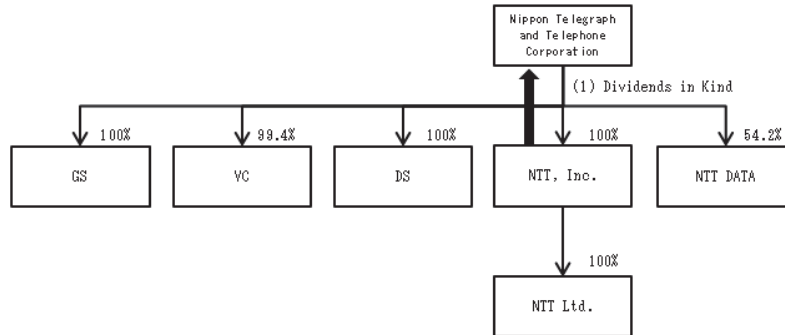 Nippon Telegraph
and Telephone
Corporation
(1) Dividends in Kind
100%
99.4%
100%
100%
54.2%
GS
VC
DS
NTT, Inc.
NTT DATA
100%
NTT Ltd.